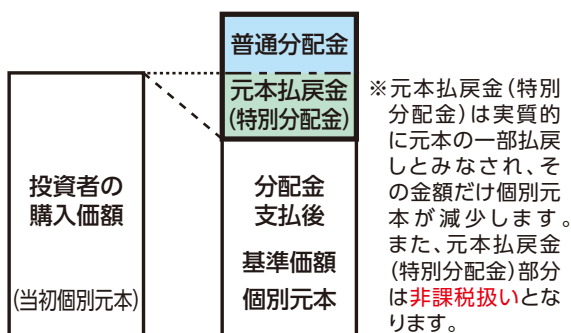 普通分配金
元本払戻金
(特別分配金)
投資者の
購入価額
(当初個別元本)
分配金
支払後
基準価額
個別元本
※元本払戻金(特別
分配金)は実質的
に元本の一部払戻
しとみなされ、そ
の金額だけ個別元
本が減少します。
また、元本払戻金
(特別分配金)部分
は非課税扱いとな
ります。